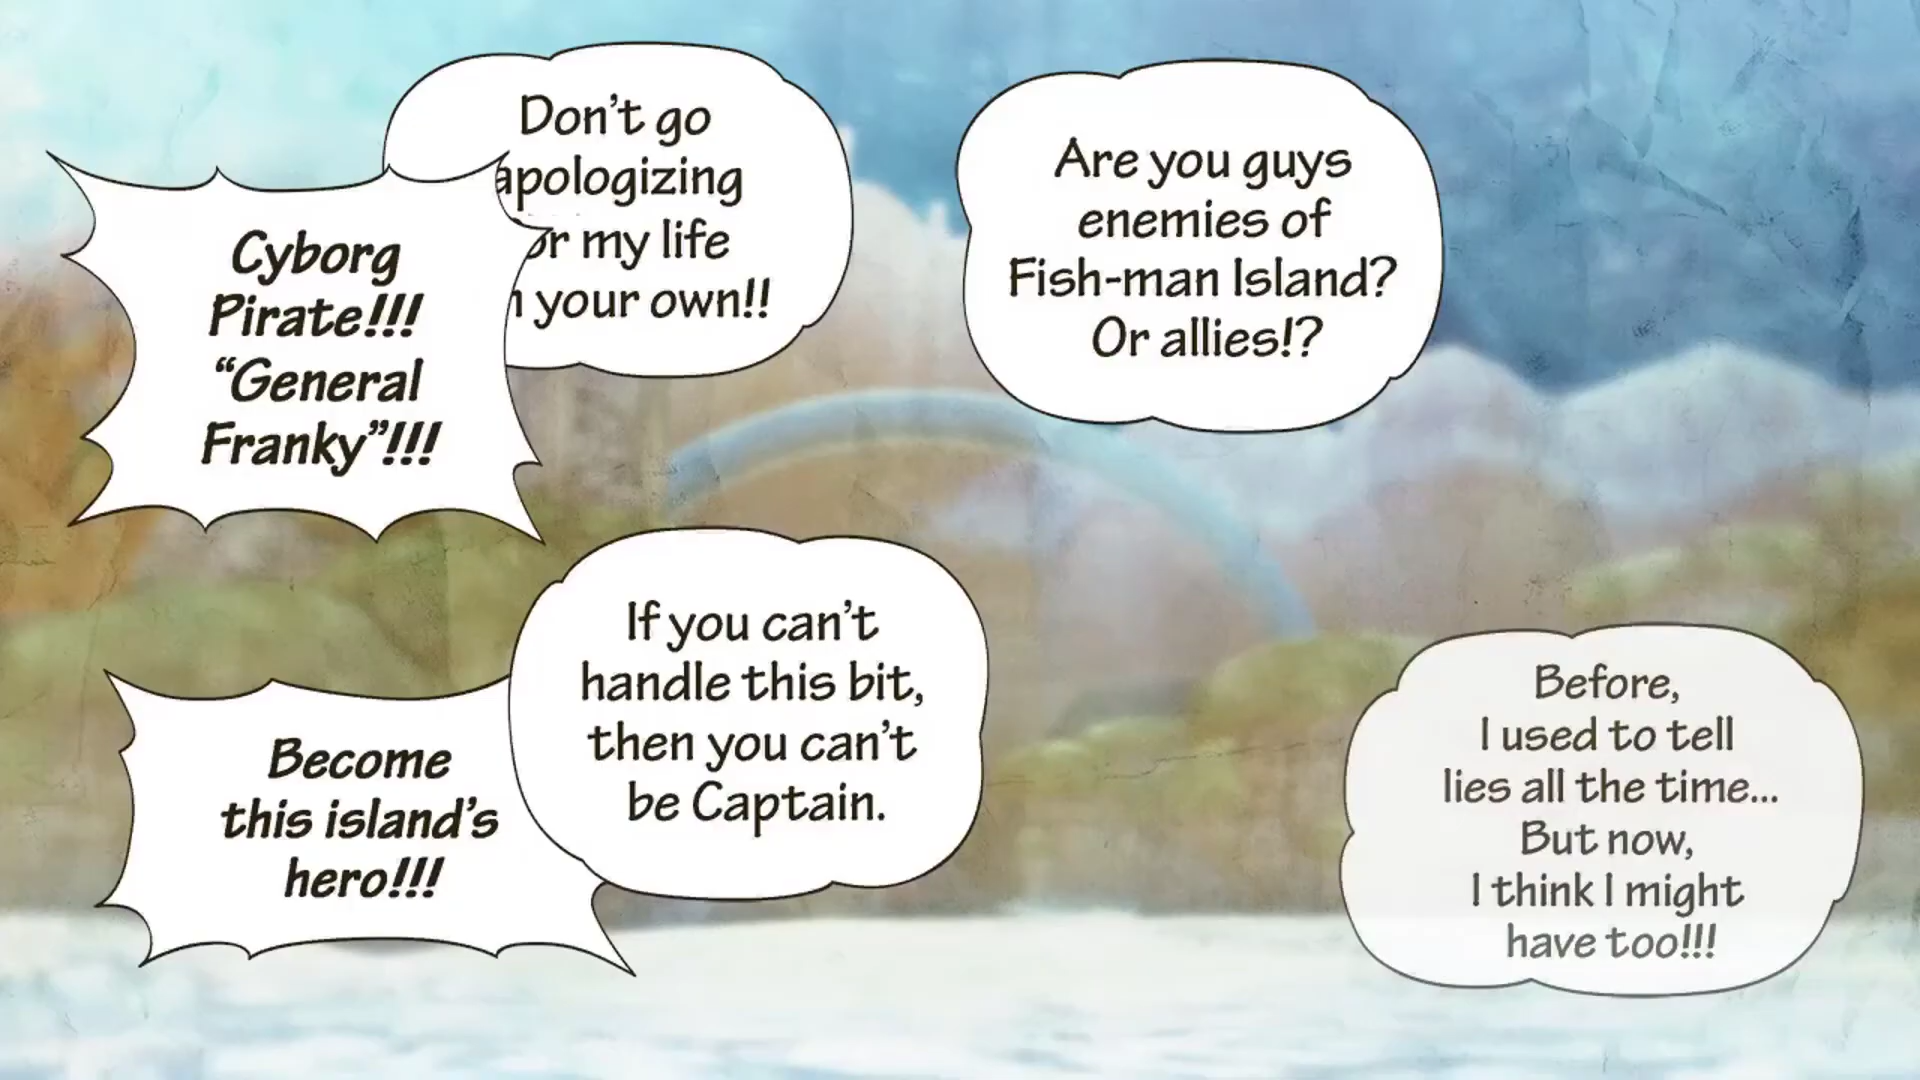 Don't go
apologizing
my life
your own!!
Cyborg
Pirate!!!
“General
Franky”!!!
Are you guys
enemies of
Fish-man Island?
Or allies!?
If you can't
handle this bit,
then you can't
be Captain.
Become
this island's
hero!!!
Before,
I used to tell
lies all the time...
But now,
I think I might
have too!!!